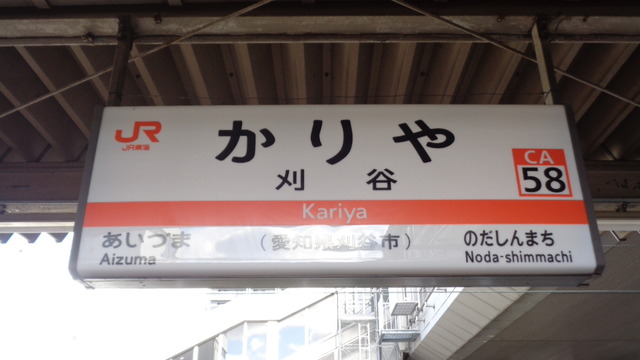 JR
JR東海
かりや
刈谷
CA
58
Kariya
あいづま
Aizuma
(愛知県刈谷市)
のだしんまち
Noda-shimmachi